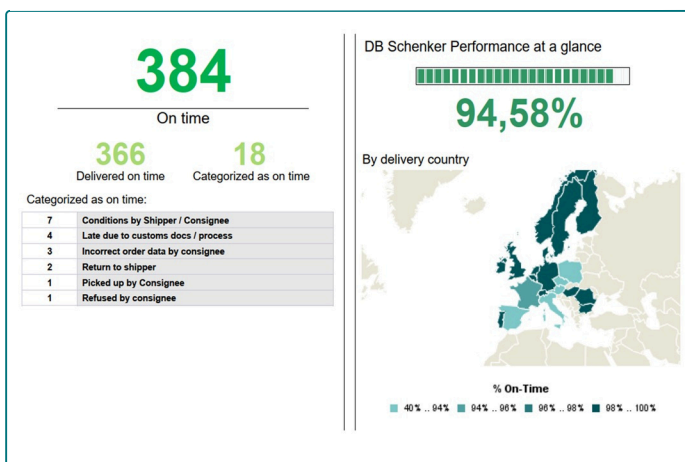 384
On time
366
18
Delivered on time
Categorized as on time
Categorized as on time:
7 Conditions by Shipper / Consignee
4 Late due to customs docs / process
3 Incorrect order data by consignee
2 Return to shipper
1 Picked up by Consignee
1 Refused by consignee
DB Schenker Performance at a glance
94,58%
By delivery country
% On-Time
40% .. 94% 94% .. 96% 96% .. 98% 98% .. 100%